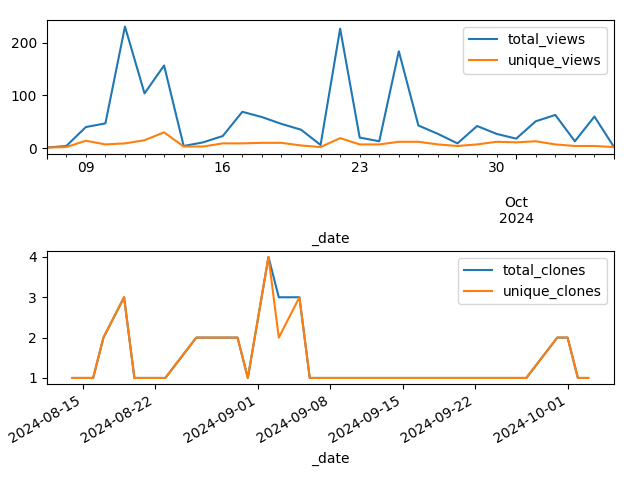 200
100
0
total_views
unique_views
09
16
23
30
Oct
2024
_date
4
3
2
1
total_clones
unique_clones
2024-08-15
2024-08-22
2024-09-01
2024-09-08
2024-09-15
2024-09-22
2024-10-01
_date